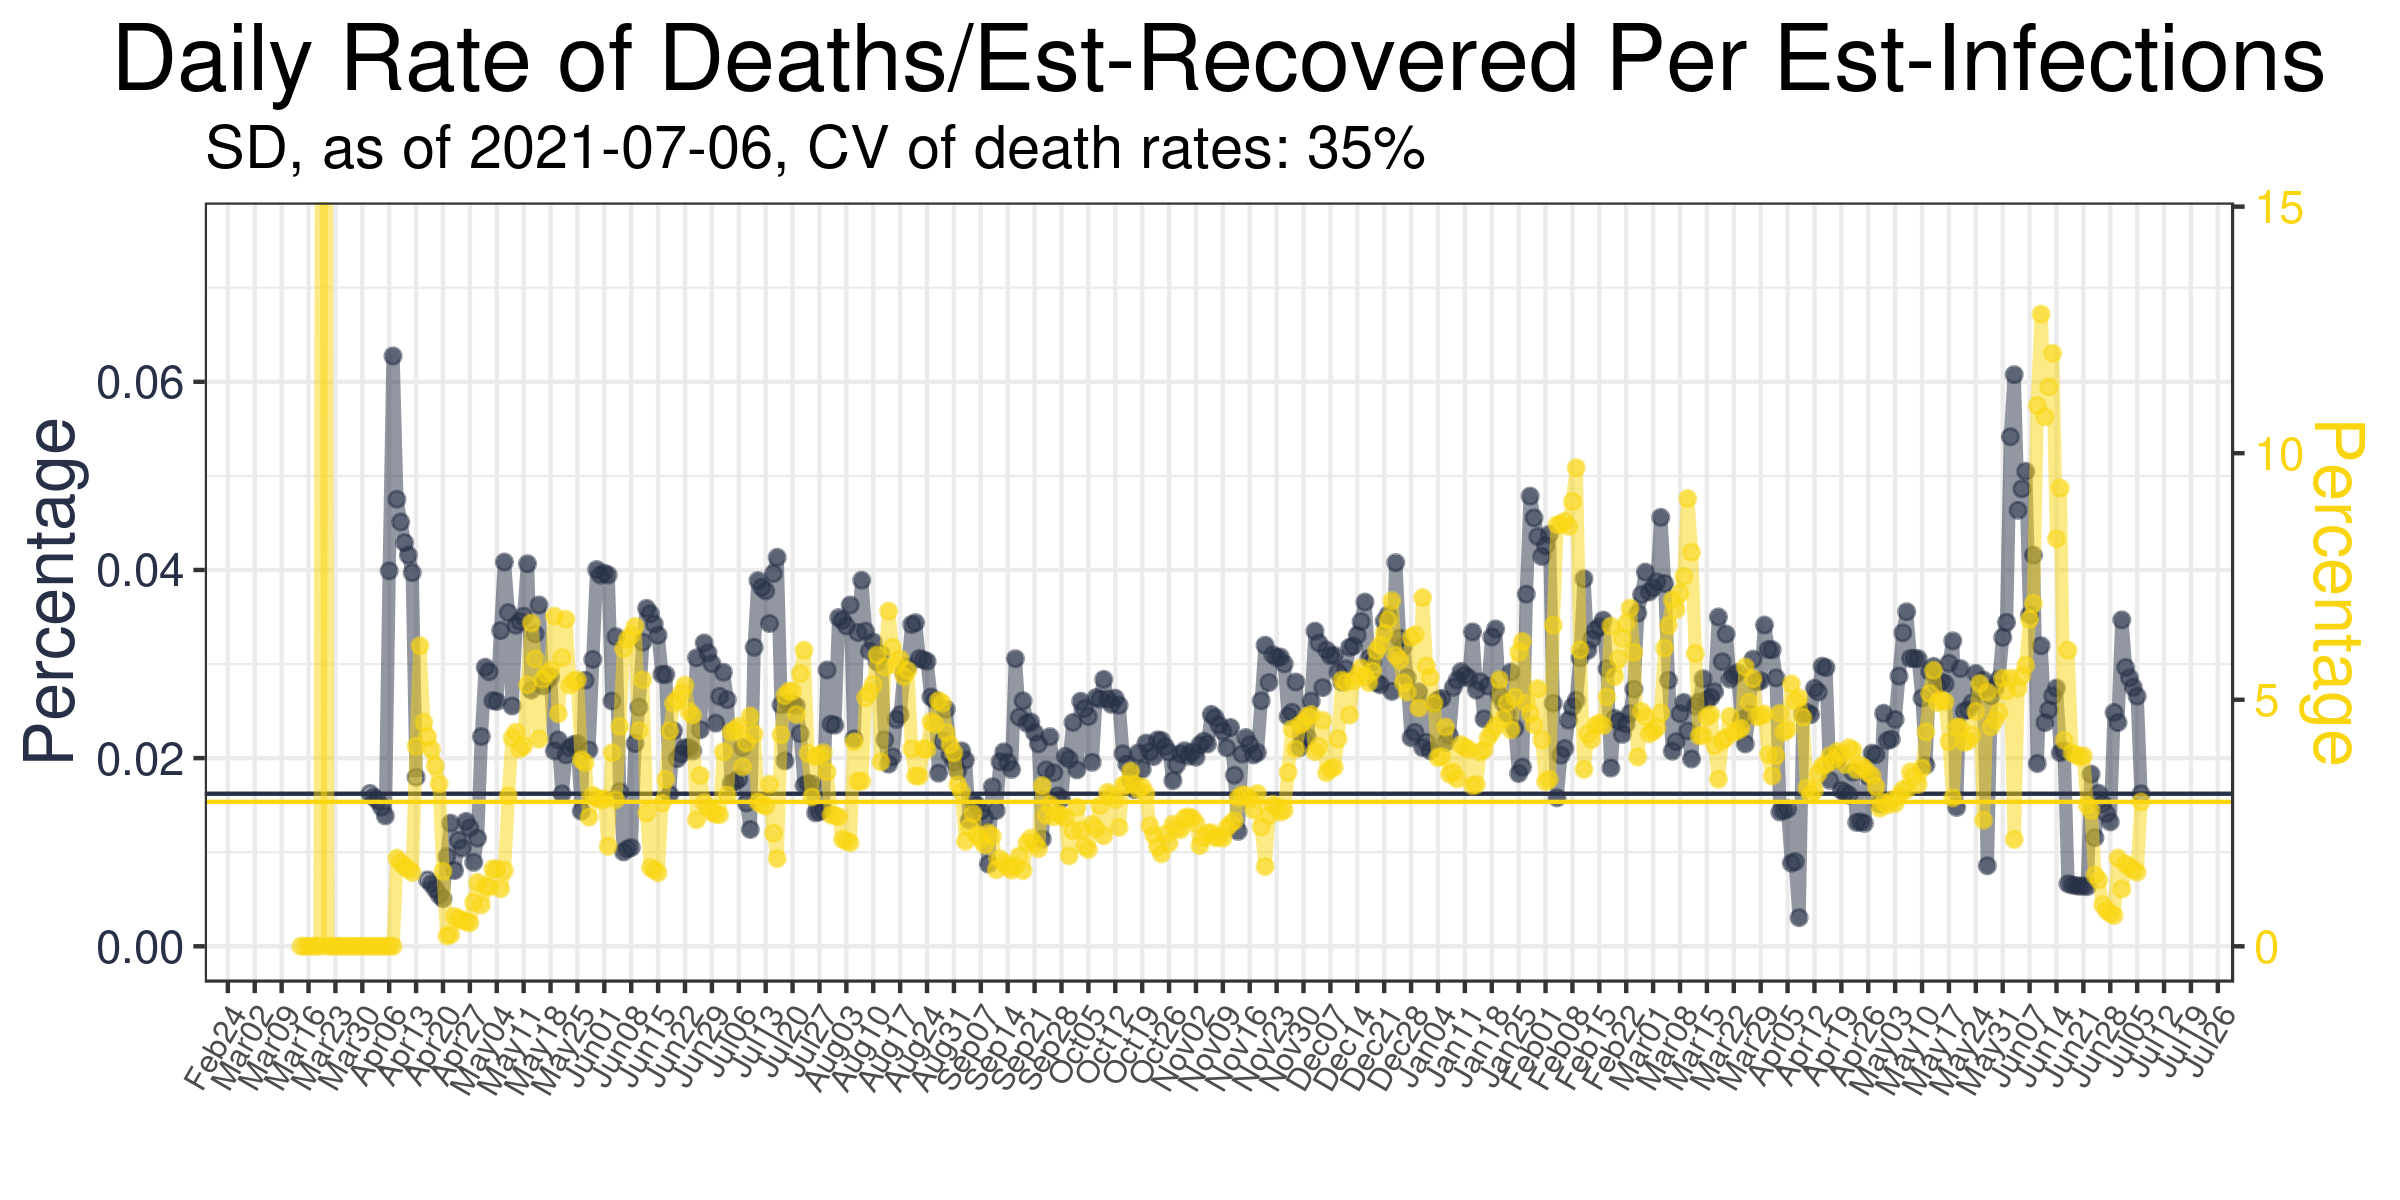 Daily Rate of Deaths/Est-Recovered Per Est-Infections
SD, as of 2021-07-06, CV of death rates: 35%
Percentage
0.06
0.04
0.02
0.00
15
10
5
0
Percentage
Feb24
Mar02
Mar09
Mar16
Mar23
Mar30
Apr06
Apr13
Apr20
Apr27
May04
May11
May18
May25
Jun01
Jun08
Jun15
Jun22
Jun29
Jul06
Jul13
Jul20
Jul27
Aug03
Aug10
Aug17
Aug24
Aug31
Sep07
Sep14
Sep21
Sep28
Oct05
Oct12
Oct19
Oct26
Nov02
Nov09
Nov16
Nov23
Nov30
Dec07
Dec14
Dec21
Dec28
Jan04
Jan11
Jan18
Jan25
Feb01
Feb08
Feb15
Feb22
Mar01
Mar08
Mar15
Mar22
Mar29
Apr05
Apr12
Apr19
Apr26
May03
May10
May17
May24
May31
Jun07
Jun14
Jun21
Jun28
Jul05
Jul12
Jul19
Jul26